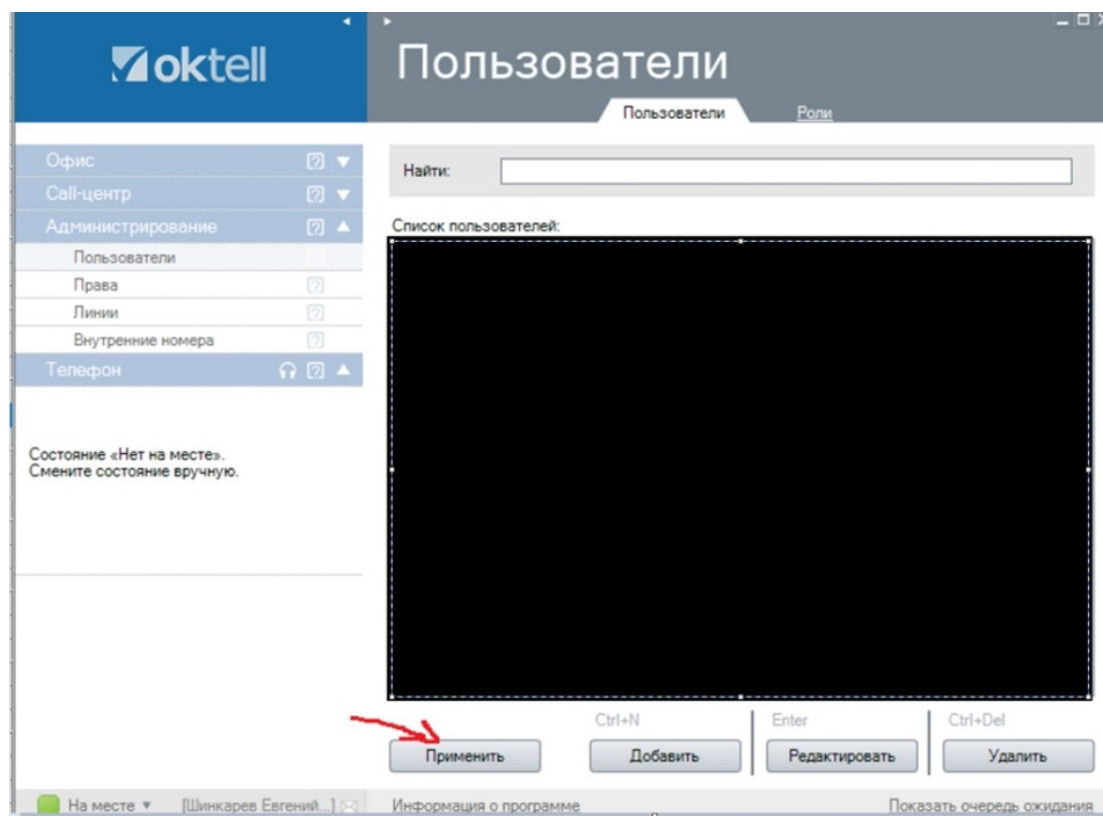 oktell
Пользователи
Пользователи
Роли
Офис
Call-центр
Администрирование
Пользователи
Права
Линии
Внутренние номера
Телефон
Состояние «Нет на месте».
Смените состояние вручную.
Найти:
Список пользователей:
Ctrl+N
Enter
Ctrl+Del
Применить
Добавить
Редактировать
Удалить
На месте
[Шинкарев Евгений...]
Информация о программе
Показать очередь ожидания